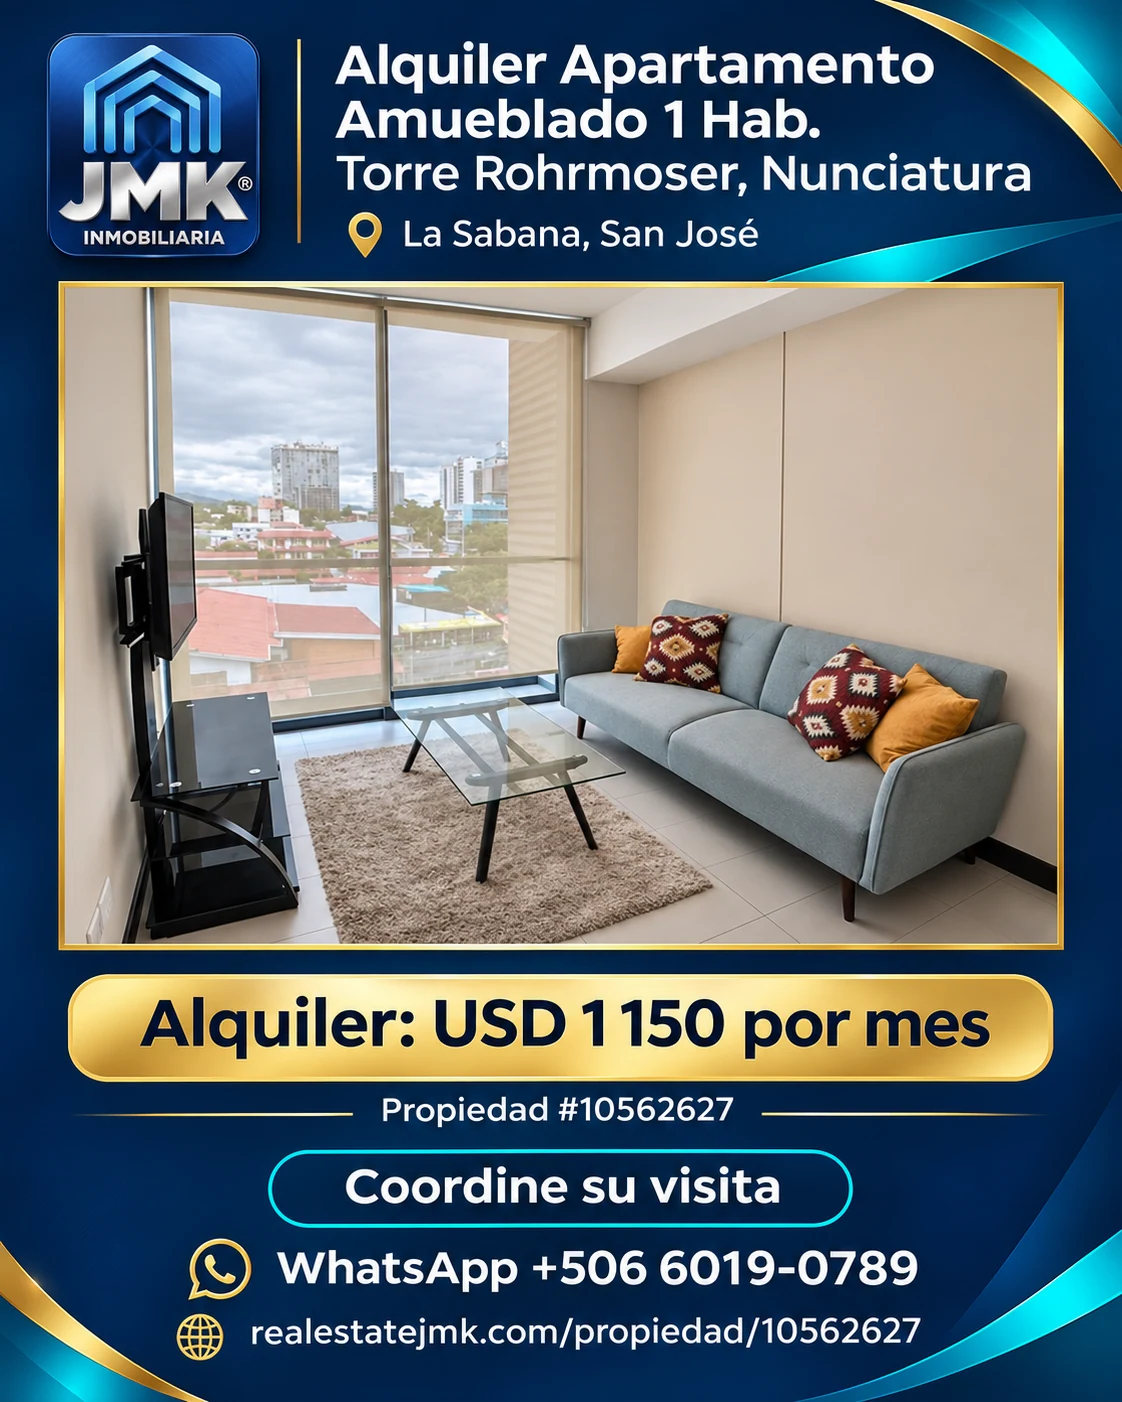 JMK®
INMOBILIARIA
Alquiler Apartamento
Amueblado 1 Hab.
Torre Rohrmoser, Nunciatura
La Sabana, San José
Alquiler: USD 1 150 por mes
Propiedad #10562627
Coordine su visita
WhatsApp +506 6019-0789
realestatejmk.com/propiedad/10562627